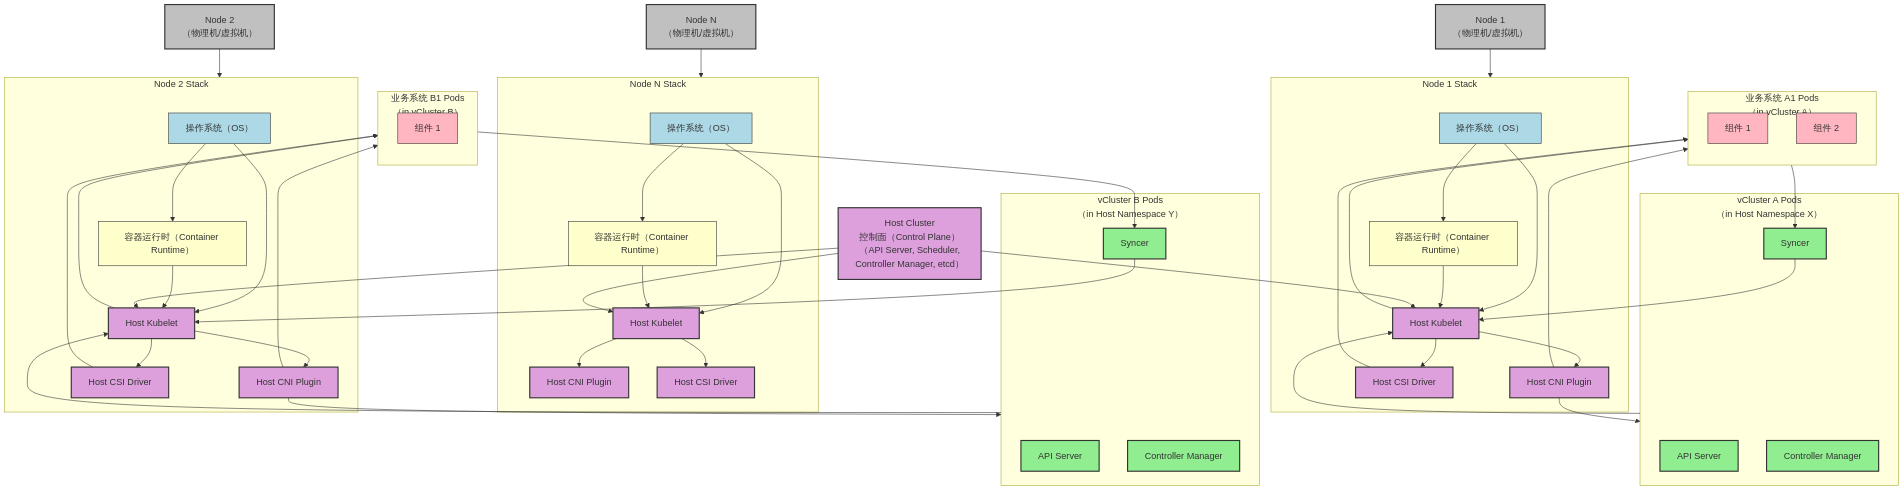 Node 2
（物理机/虚拟机）
Node N
（物理机/虚拟机）
Node 1
（物理机/虚拟机）
Node 2 Stack
操作系统（OS）
容器运行时（Container
Runtime）
Host Kubelet
Host CSI Driver
Host CNI Plugin
业务系统 B1 Pods
（in vCluster B）
组件 1
Node N Stack
操作系统（OS）
容器运行时（Container
Runtime）
Host Kubelet
Host CNI Plugin
Host CSI Driver
Host Cluster
控制面（Control Plane）
（API Server, Scheduler,
Controller Manager, etcd）
vCluster B Pods
（in Host Namespace Y）
Syncer
API Server
Controller Manager
Node 1 Stack
操作系统（OS）
容器运行时（Container
Runtime）
Host Kubelet
Host CSI Driver
Host CNI Plugin
业务系统 A1 Pods
（in vCluster A）
组件 1
组件 2
vCluster A Pods
（in Host Namespace X）
Syncer
API Server
Controller Manager